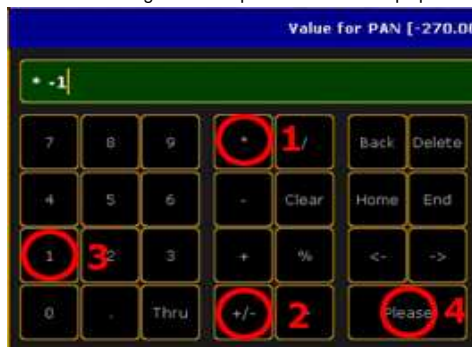 Value for PAN [-270.00
* -1
7 8 9 * 1 / Back Delete
4 5 6 - Clear Home End
1 3 2 3 + % <- ->
0 . Thru +/- 2 Please 4